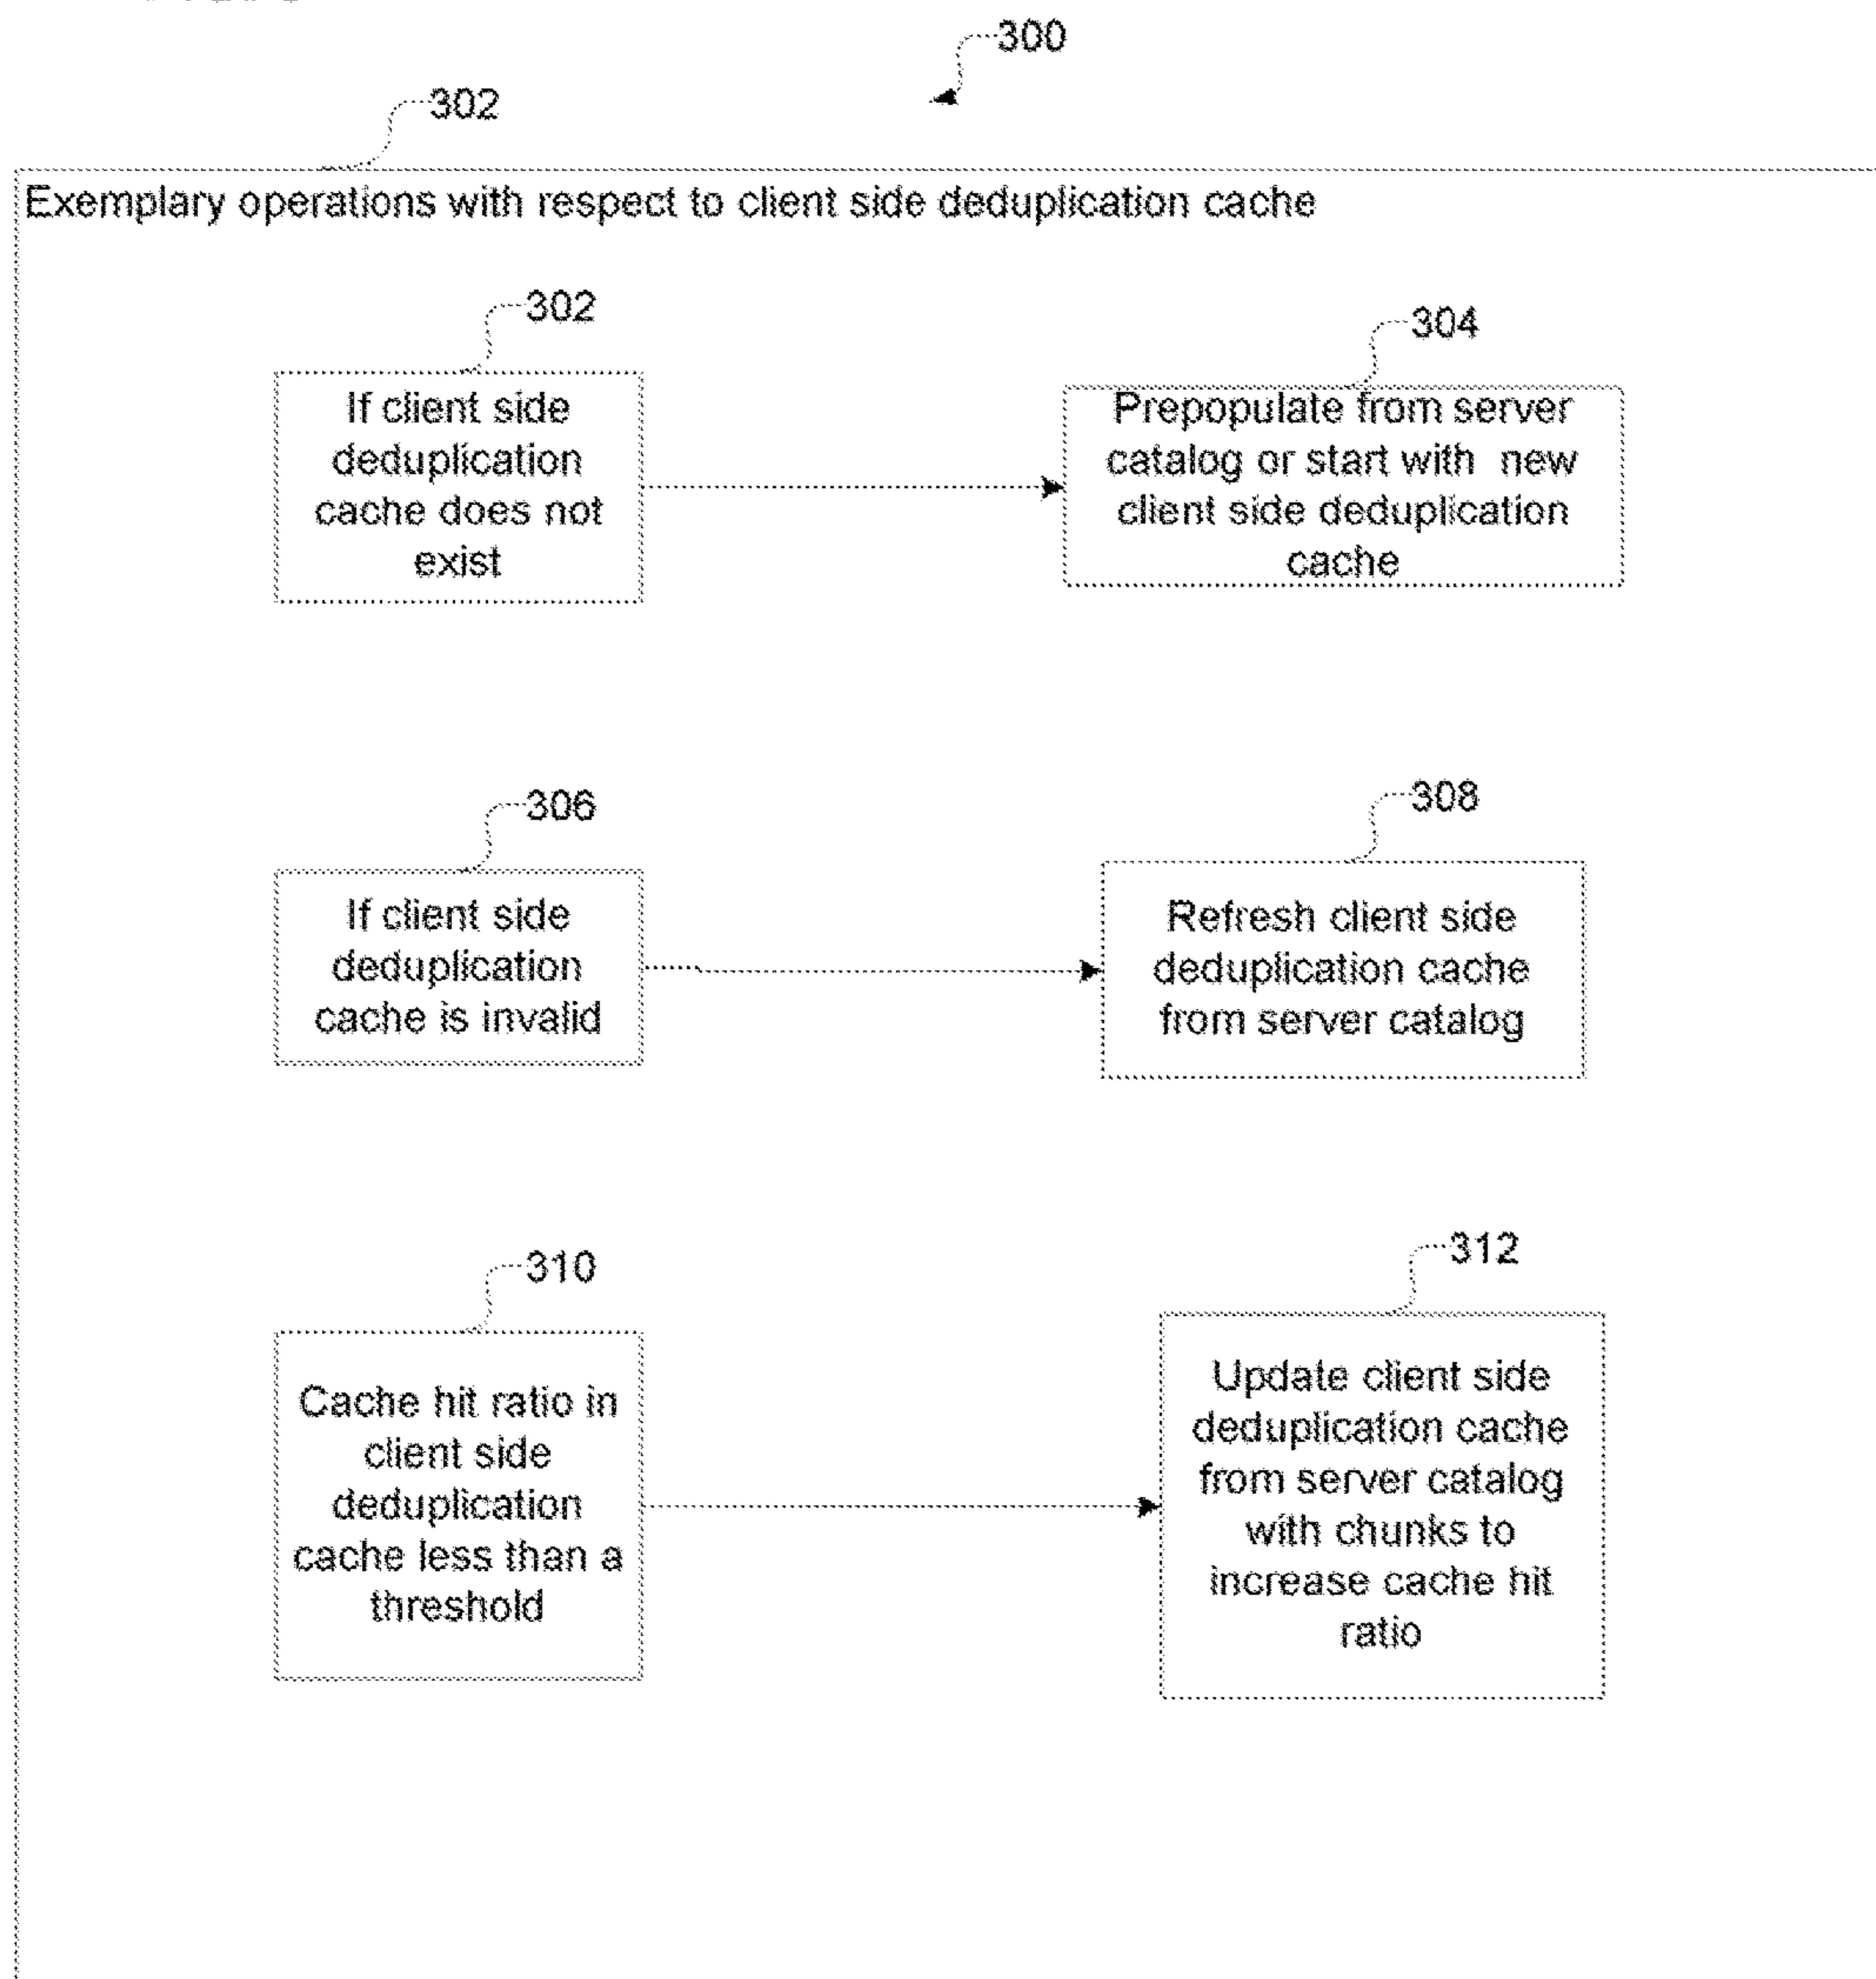 300
302
Exemplary operations with respect to client side deduplication cache
302
If client side
deduplication
cache does not
exist
304
Prepopulate from server
catalog or start with new
client side deduplication
cache
306
If client side
deduplication
cache is invalid
308
Refresh client side
deduplication cache
from server catalog
310
Cache hit ratio in
client side
deduplication
cache less than a
threshold
312
Update client side
deduplication cache
from server catalog
with chunks to
increase cache hit
ratio